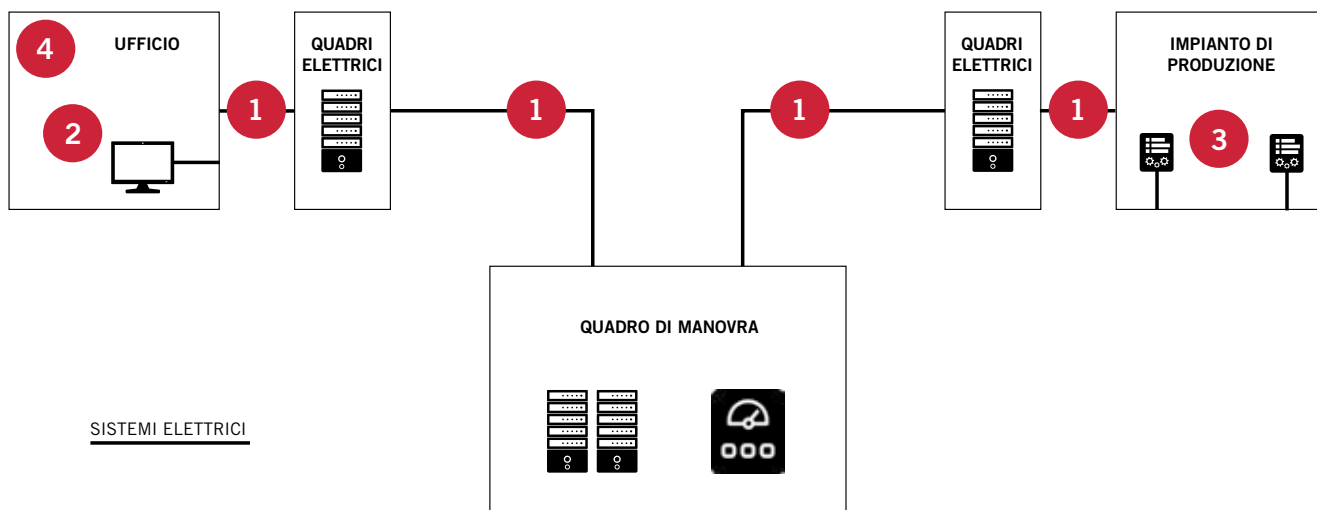 4
UFFICIO
2
1
QUADRI
ELETTRICI
1
1
QUADRI
ELETTRICI
1
IMPIANTO DI
PRODUZIONE
3
QUADRO DI MANOVRA
SISTEMI ELETTRICI